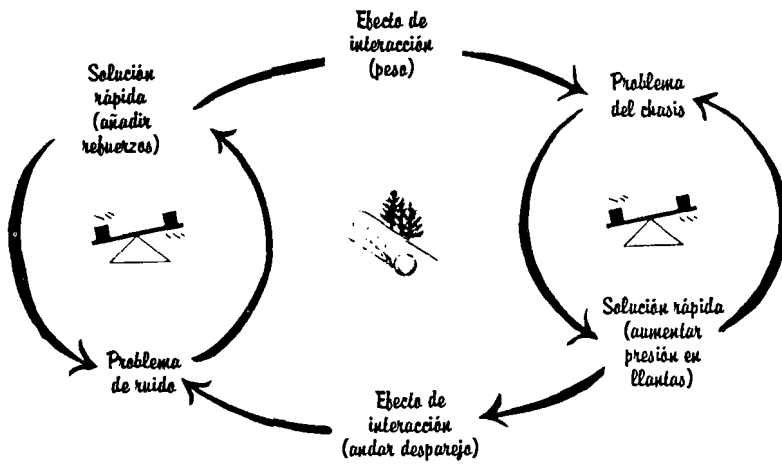 Efecto de
interacción
(peso)
Solución
rápida
(añadir
refuerzos)
Problema
del chasis
Problema
de ruido
Solución rápida
(aumentar
presión en
llantas)
Efecto de
interacción
(andar desparejo)